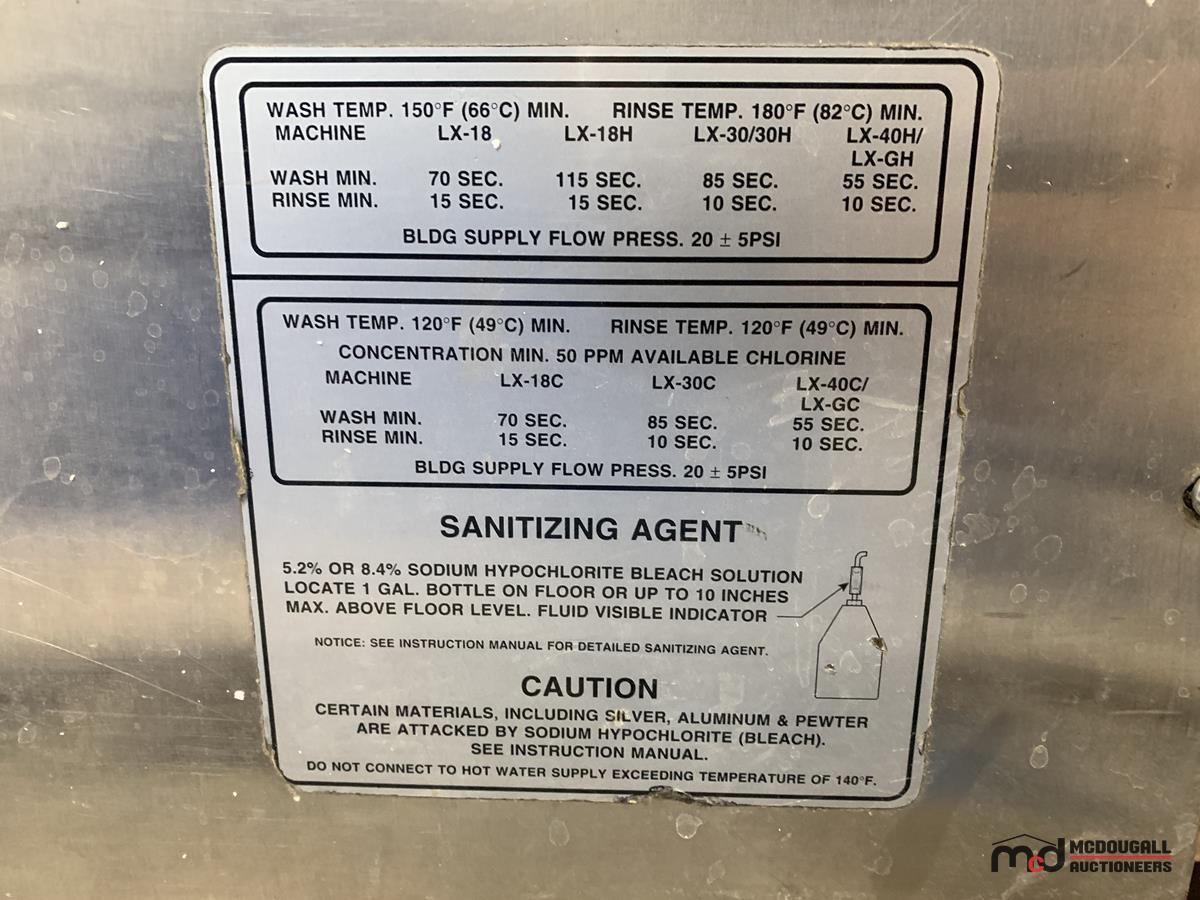 WASH TEMP. 150°F (66°C) MIN. RINSE TEMP. 180°F (82°C) MIN.
MACHINE LX-18 LX-18H LX-30/30H LX-40H/
LX-GH
WASH MIN. 70 SEC. 115 SEC. 85 SEC. 55 SEC.
RINSE MIN. 15 SEC. 15 SEC. 10 SEC. 10 SEC.
BLDG SUPPLY FLOW PRESS. 20 ± 5PSI
WASH TEMP. 120°F (49°C) MIN. RINSE TEMP. 120°F (49°C) MIN.
CONCENTRATION MIN. 50 PPM AVAILABLE CHLORINE
MACHINE LX-18C LX-30C LX-40C/
LX-GC
WASH MIN. 70 SEC. 85 SEC. 55 SEC.
RINSE MIN. 15 SEC. 10 SEC. 10 SEC.
BLDG SUPPLY FLOW PRESS. 20 ± 5PSI
SANITIZING AGENT
5.2% OR 8.4% SODIUM HYPOCHLORITE BLEACH SOLUTION
LOCATE 1 GAL. BOTTLE ON FLOOR OR UP TO 10 INCHES
MAX. ABOVE FLOOR LEVEL. FLUID VISIBLE INDICATOR
NOTICE: SEE INSTRUCTION MANUAL FOR DETAILED SANITIZING AGENT.
CAUTION
CERTAIN MATERIALS, INCLUDING SILVER, ALUMINUM & PEWTER
ARE ATTACKED BY SODIUM HYPOCHLORITE (BLEACH).
SEE INSTRUCTION MANUAL.
DO NOT CONNECT TO HOT WATER SUPPLY EXCEEDING TEMPERATURE OF 140°F.
mcd MCDOUGALL
AUCTIONEERS